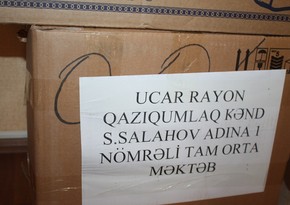 UCAR RAYON
QAZIQUMLAQ KƏND
S.SALAHOV ADINA 1
NÖMRƏLİ TAM ORTA
MƏKTƏB